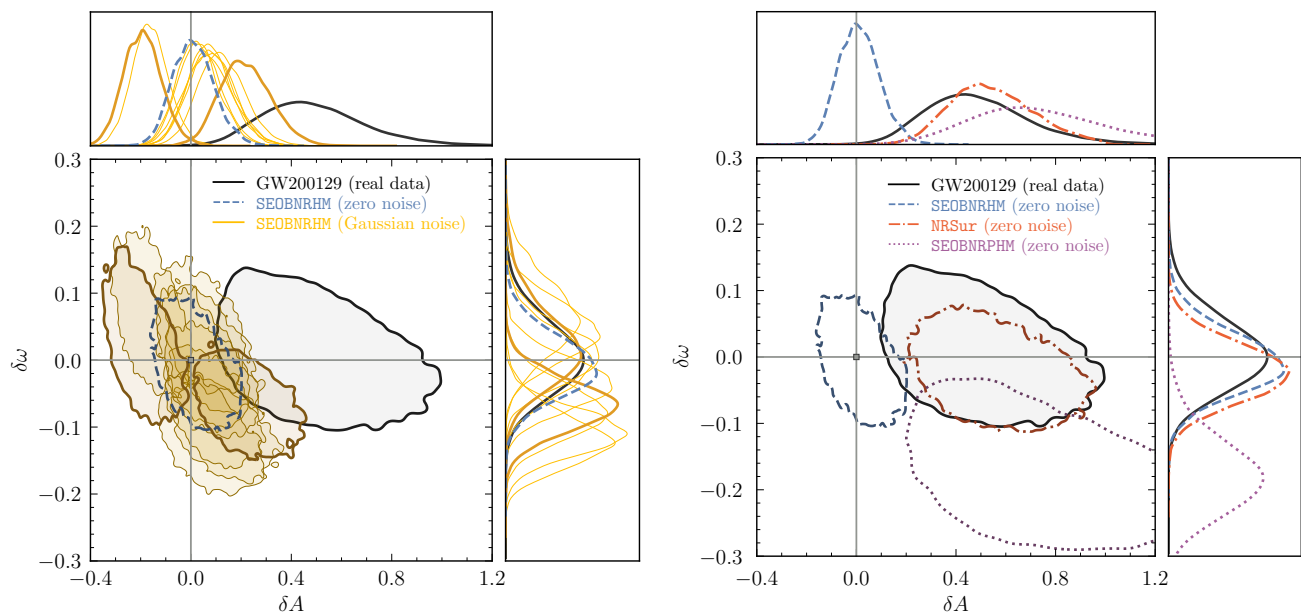 GW200129 (real data)
SEOBNRHM (zero noise)
SEOBNRHM (Gaussian noise)
0.3
0.2
0.1
0.0
−0.1
−0.2
−0.3
δω
−0.4
0.0
0.4
0.8
1.2
δA
GW200129 (real data)
SEOBNRHM (zero noise)
NRSur (zero noise)
SEOBNRPHM (zero noise)
0.3
0.2
0.1
0.0
−0.1
−0.2
−0.3
δω
−0.4
0.0
0.4
0.8
1.2
δA